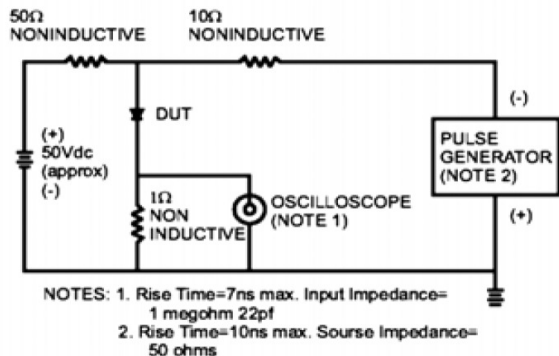 50Ω
NONINDUCTIVE
10Ω
NONINDUCTIVE
(+)
50Vdc
(approx)
(-)
DUT
1Ω
NON
INDUCTIVE
OSCILLOSCOPE
(NOTE 1)
(-)
PULSE
GENERATOR
(NOTE 2)
(+)
NOTES: 1. Rise Time=7ns max. Input Impedance=
1 megohm 22pf
2. Rise Time=10ns max. Sourse Impedance=
50 ohms